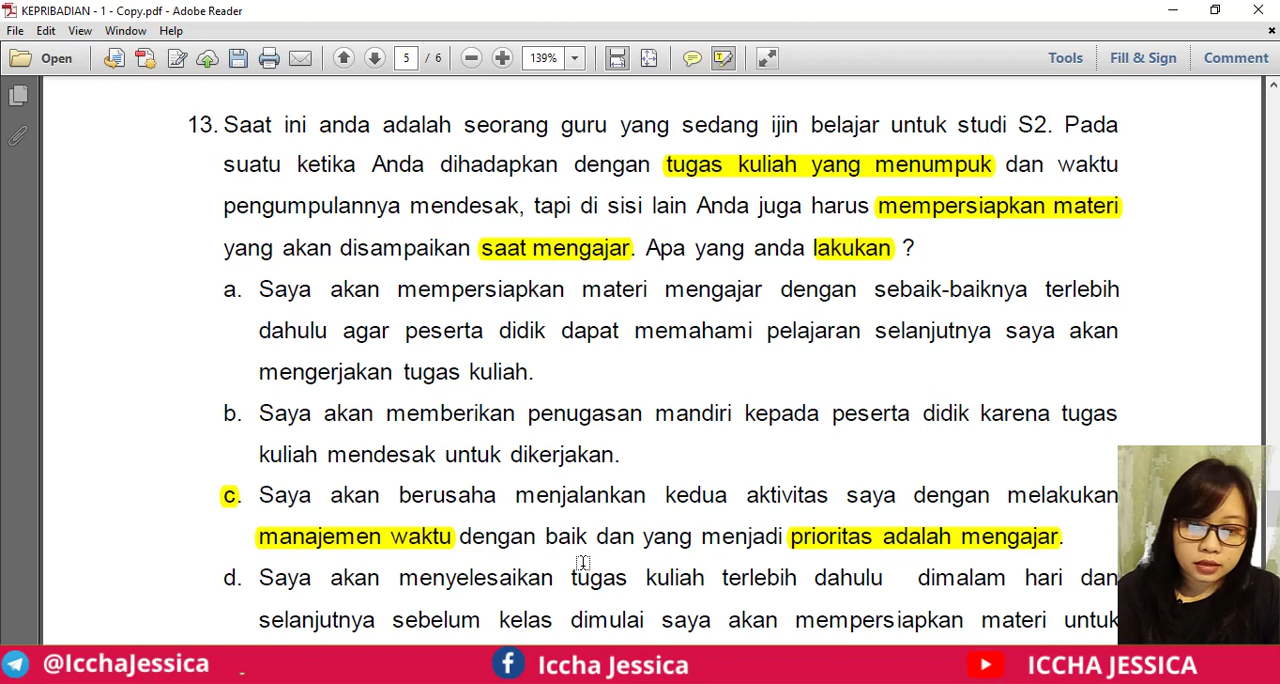 KEPRIBADIAN - 1 - Copy.pdf - Adobe Reader
File Edit View Window Help
Open 5 / 6 139% Tools Fill & Sign Comment
13. Saat ini anda adalah seorang guru yang sedang ijin belajar untuk studi S2. Pada
suatu ketika Anda dihadapkan dengan tugas kuliah yang menumpuk dan waktu
pengumpulannya mendesak, tapi di sisi lain Anda juga harus mempersiapkan materi
yang akan disampaikan saat mengajar. Apa yang anda lakukan ?
a. Saya akan mempersiapkan materi mengajar dengan sebaik-baiknya terlebih
dahulu agar peserta didik dapat memahami pelajaran selanjutnya saya akan
mengerjakan tugas kuliah.
b. Saya akan memberikan penugasan mandiri kepada peserta didik karena tugas
kuliah mendesak untuk dikerjakan.
c. Saya akan berusaha menjalankan kedua aktivitas saya dengan melakukan
manajemen waktu dengan baik dan yang menjadi prioritas adalah mengajar.
d. Saya akan menyelesaikan tugas kuliah terlebih dahulu dimalam hari dan
selanjutnya sebelum kelas dimulai saya akan mempersiapkan materi untuk
@IcchaJessica Iccha Jessica ICCHA JESSICA